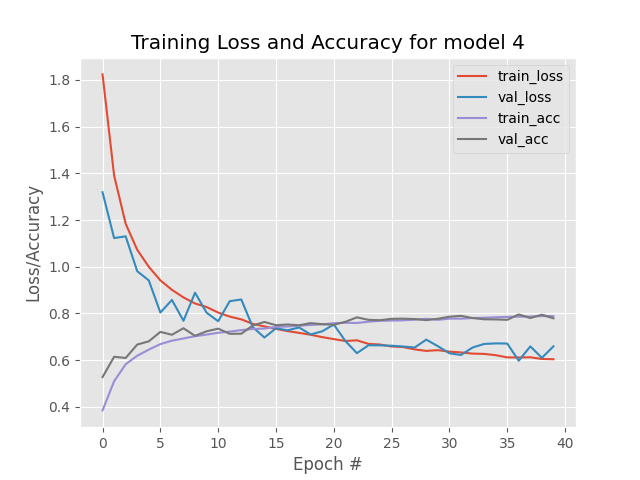 Training Loss and Accuracy for model 4
train_loss
val_loss
train_acc
val_acc
Loss/Accuracy
1.8
1.6
1.4
1.2
1.0
0.8
0.6
0.4
0 5 10 15 20 25 30 35 40
Epoch #